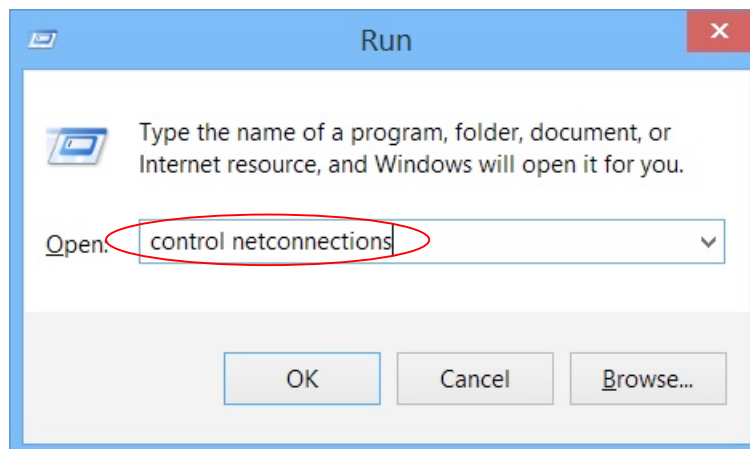 Run
Type the name of a program, folder, document, or
Internet resource, and Windows will open it for you.
Open: control netconnections
OK Cancel Browse...